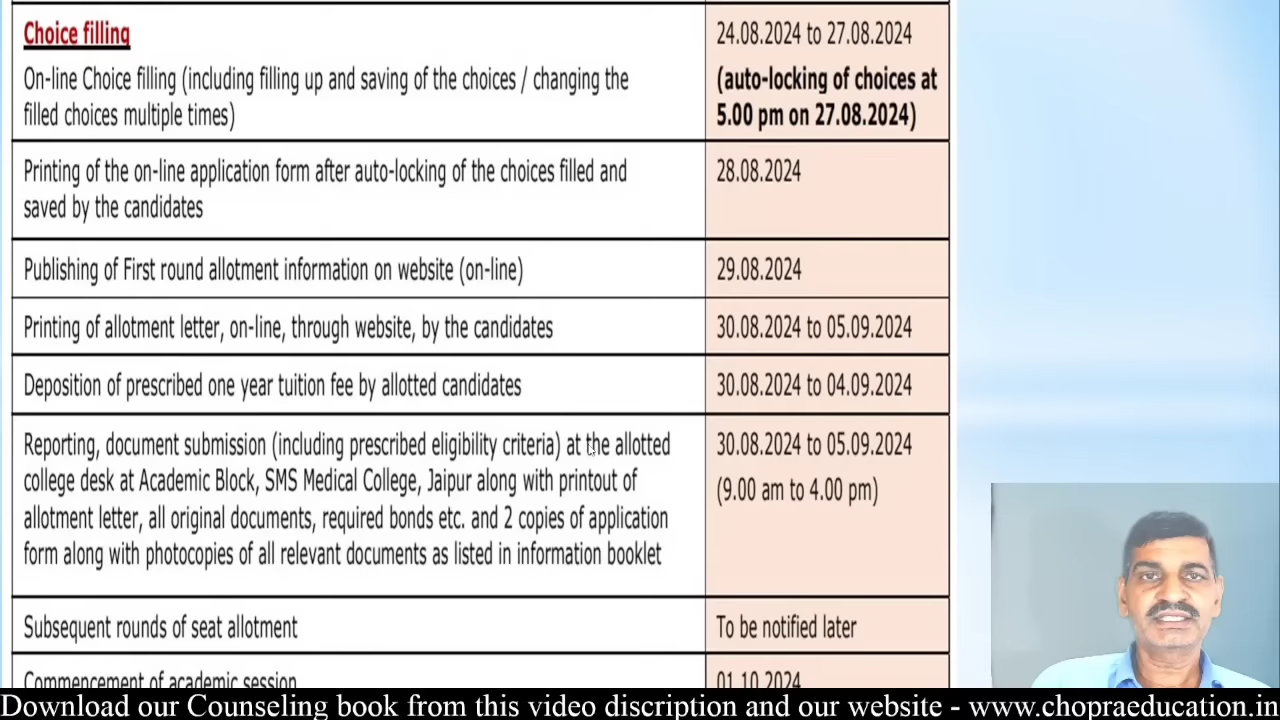 Choice filling
24.08.2024 to 27.08.2024
On-line Choice filling (including filling up and saving of the choices / changing the
filled choices multiple times)
(auto-locking of choices at
5.00 pm on 27.08.2024)
Printing of the on-line application form after auto-locking of the choices filled and
saved by the candidates
28.08.2024
Publishing of First round allotment information on website (on-line)
29.08.2024
Printing of allotment letter, on-line, through website, by the candidates
30.08.2024 to 05.09.2024
Deposition of prescribed one year tuition fee by allotted candidates
30.08.2024 to 04.09.2024
Reporting, document submission (including prescribed eligibility criteria) at the allotted
college desk at Academic Block, SMS Medical College, Jaipur along with printout of
allotment letter, all original documents, required bonds etc. and 2 copies of application
form along with photocopies of all relevant documents as listed in information booklet
30.08.2024 to 05.09.2024
(9.00 am to 4.00 pm)
Subsequent rounds of seat allotment
To be notified later
Commencement of academic session
01.10.2024
Download our Counseling book from this video discription and our website - www.chopraeducation.in